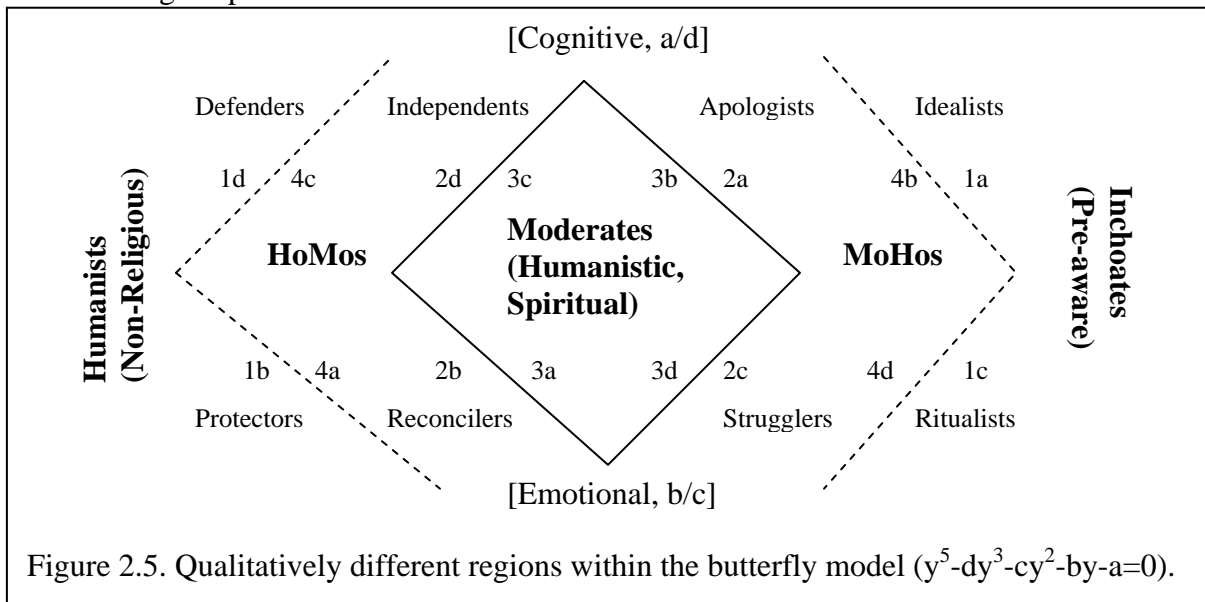 [Cognitive, a/d]
Defenders Independents Apologists Idealists
1d 4c 2d 3c 3b 2a 4b 1a
Humanists
(Non-Religious)
HoMos
Moderates
(Humanistic,
Spiritual)
MoHos
Inchoates
(Pre-aware)
1b 4a 2b 3a 3d 2c 4d 1c
Protectors Reconcilers Strugglers Ritualists
[Emotional, b/c]
Figure 2.5. Qualitatively different regions within the butterfly model (y⁵-dy³-cy²-by-a=0).